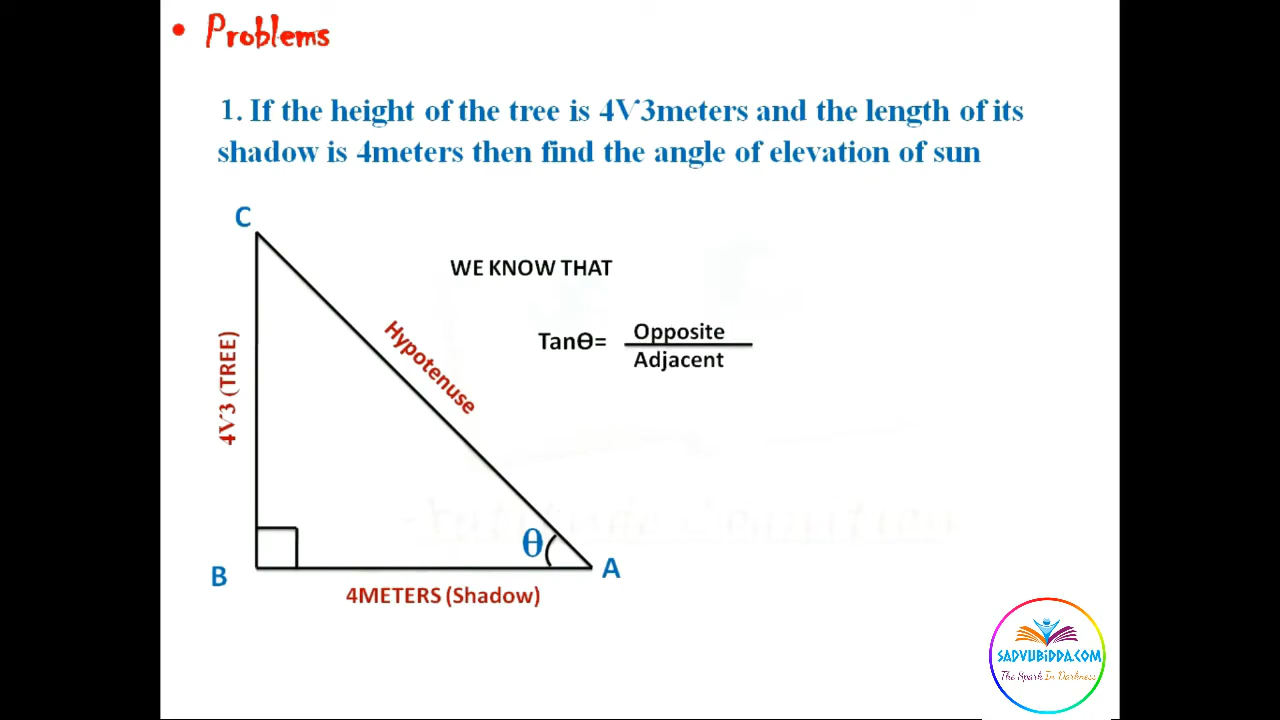 • Problems
1. If the height of the tree is 4V3meters and the length of its
shadow is 4meters then find the angle of elevation of sun
C
WE KNOW THAT
Tanθ= Opposite
Adjacent
Hypotenuse
4V3 (TREE)
θ
B
A
4METERS (Shadow)
SADVUBIDDA.COM
The Spark In Darkness